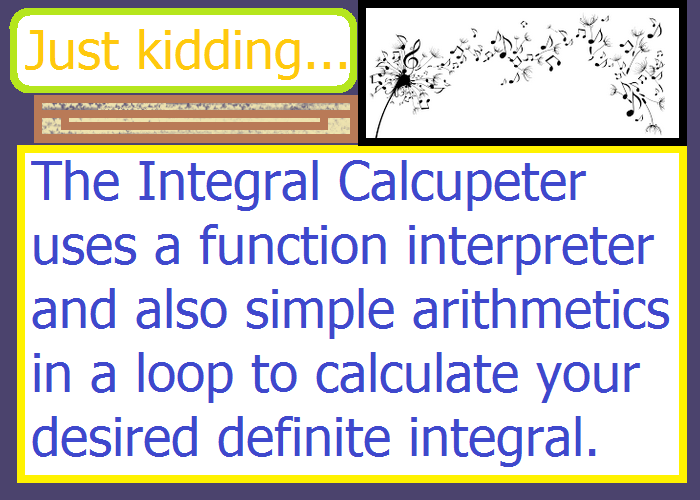 Just kidding...
The Integral Calcupeter
uses a function interpreter
and also simple arithmetics
in a loop to calculate your
desired definite integral.